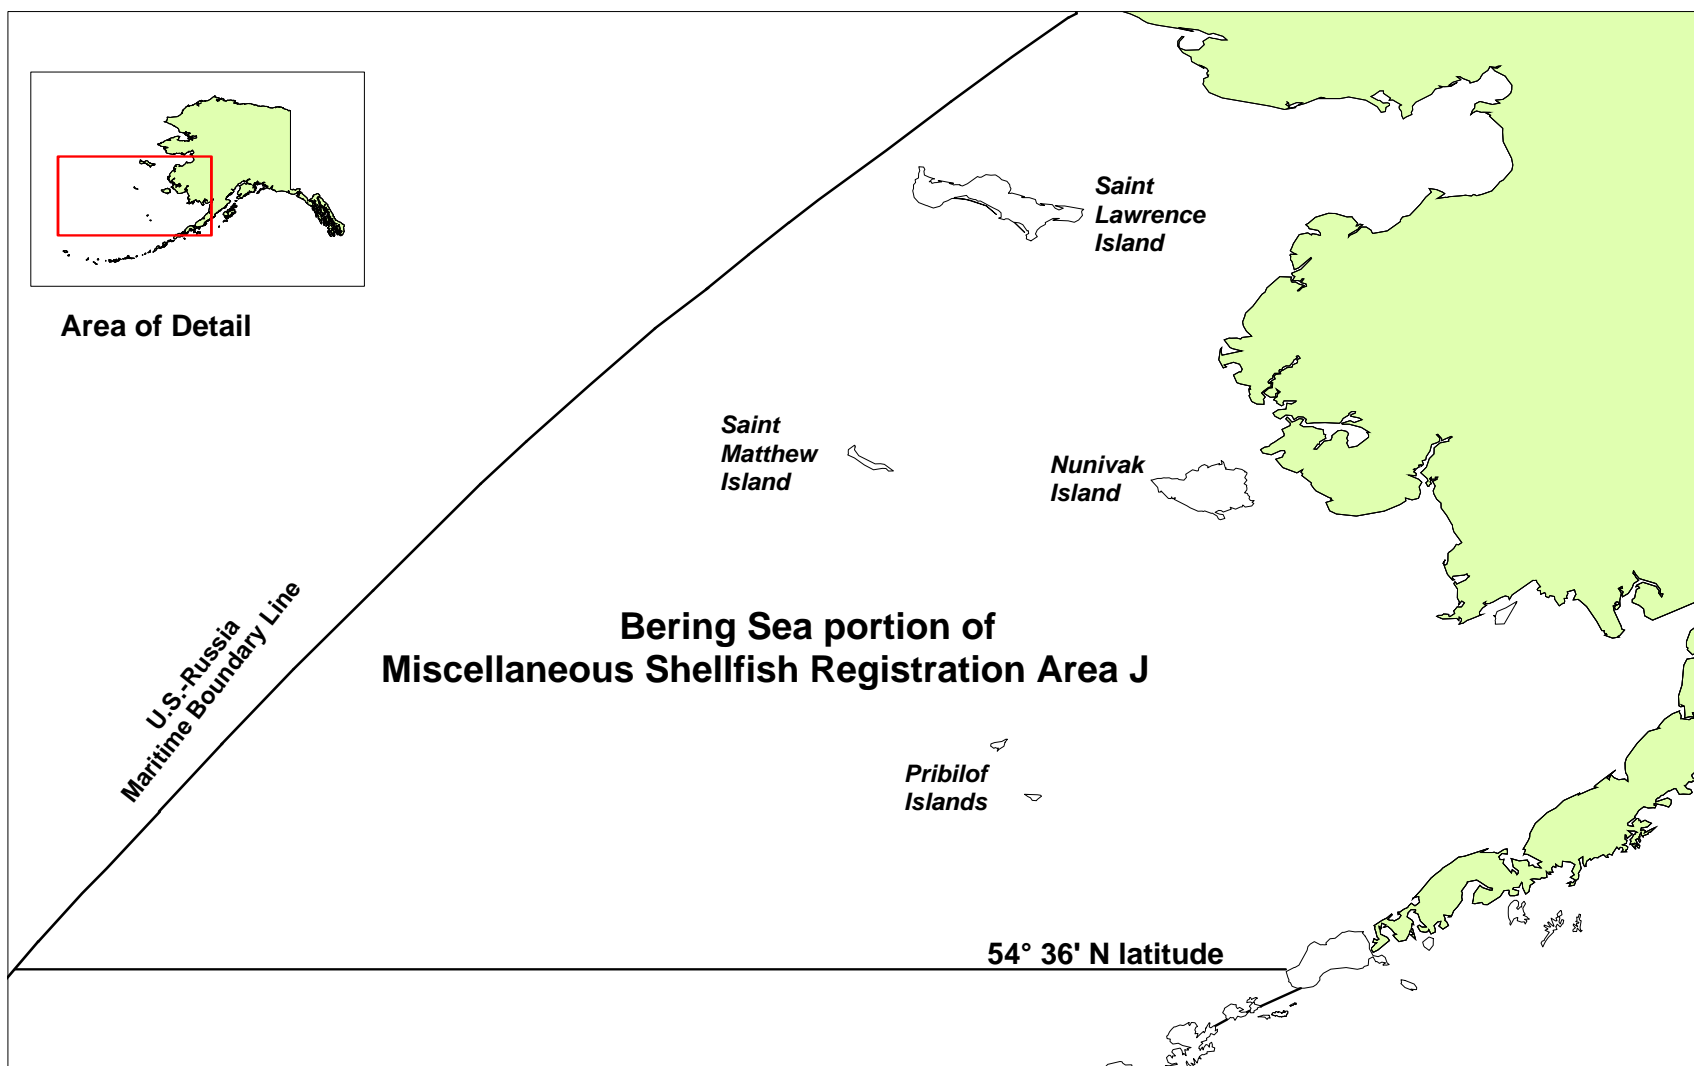 Saint
Lawrence
Island
Area of Detail
Saint
Matthew
Island
Nunivak
Island
U.S.-Russia
Maritime Boundary Line
Bering Sea portion of
Miscellaneous Shellfish Registration Area J
Pribilof
Islands
54° 36' N latitude